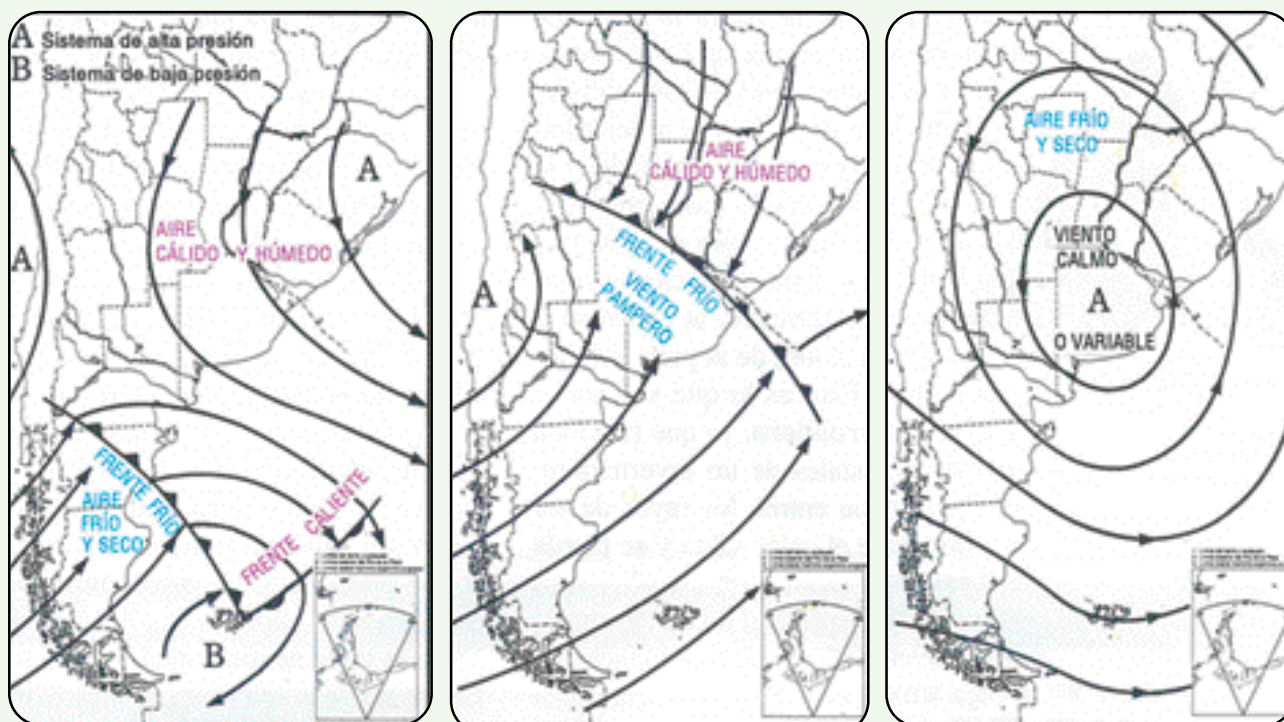 A Sistema de alta presión
B Sistema de baja presión
A
A
AIRE
CÁLIDO Y HÚMEDO
FRENTE FRÍO
AIRE
FRÍO
Y SECO
FRENTE CALIENTE
B
AIRE
CÁLIDO Y HÚMEDO
FRENTE FRÍO
VIENTO
PAMPERO
A
AIRE FRÍO
Y SECO
VIENTO
CALMO
A
O VARIABLE